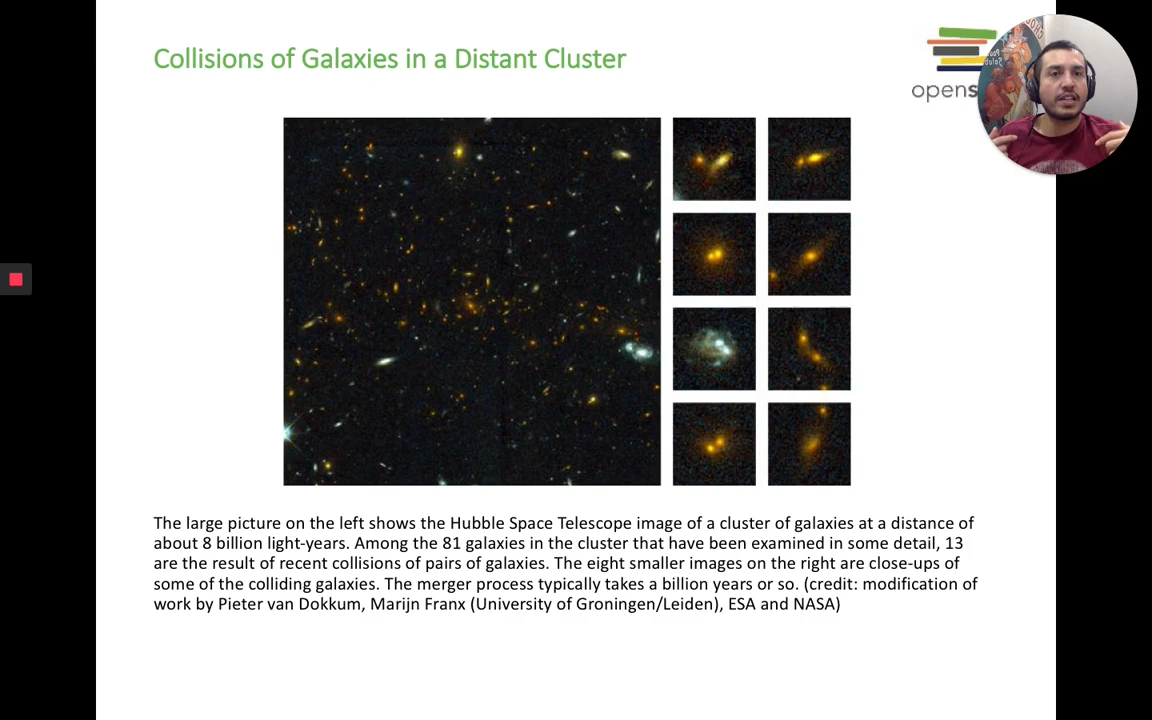 Collisions of Galaxies in a Distant Cluster
opens
The large picture on the left shows the Hubble Space Telescope image of a cluster of galaxies at a distance of
about 8 billion light-years. Among the 81 galaxies in the cluster that have been examined in some detail, 13
are the result of recent collisions of pairs of galaxies. The eight smaller images on the right are close-ups of
some of the colliding galaxies. The merger process typically takes a billion years or so. (credit: modification of
work by Pieter van Dokkum, Marijn Franx (University of Groningen/Leiden), ESA and NASA)